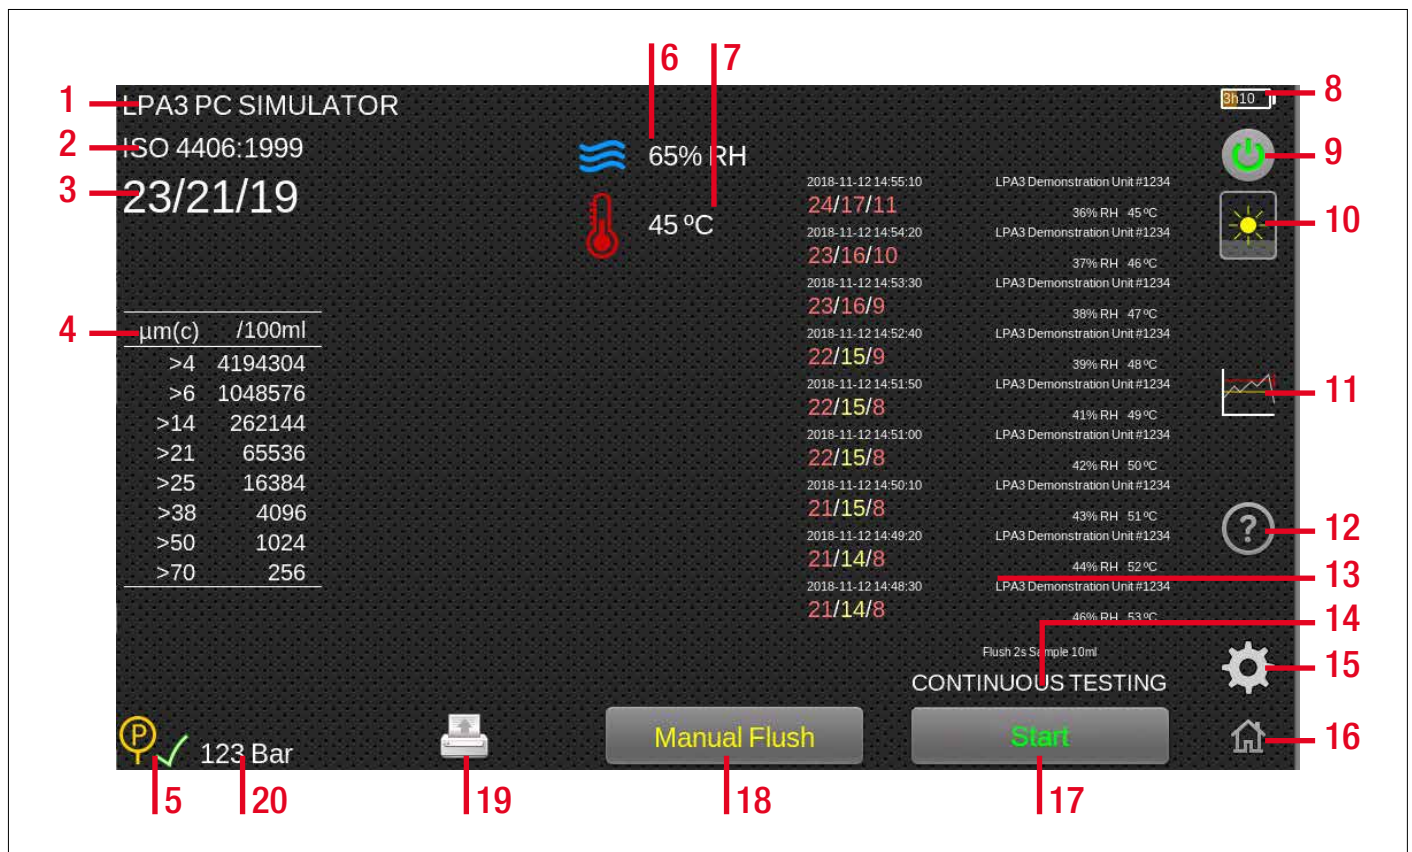 6 7
1 LPA3 PC SIMULATOR
3h10 8
2 ISO 4406:1999
65% RH
9
3 23/21/19
45 ºC
10
2018-11-12 14:55:10 LPA3 Demonstration Unit #1234
24/17/11 36% RH 45 ºC
2018-11-12 14:54:20 LPA3 Demonstration Unit #1234
23/16/10 37% RH 46 ºC
2018-11-12 14:53:30 LPA3 Demonstration Unit #1234
23/16/9 38% RH 47 ºC
2018-11-12 14:52:40 LPA3 Demonstration Unit #1234
22/15/9 39% RH 48 ºC
2018-11-12 14:51:50 LPA3 Demonstration Unit #1234
22/15/8 41% RH 49 ºC
2018-11-12 14:51:00 LPA3 Demonstration Unit #1234
22/15/8 42% RH 50 ºC
2018-11-12 14:50:10 LPA3 Demonstration Unit #1234
21/15/8 43% RH 51 ºC
2018-11-12 14:49:20 LPA3 Demonstration Unit #1234
21/14/8 44% RH 52 ºC
2018-11-12 14:48:30 LPA3 Demonstration Unit #1234
21/14/8 46% RH 53 ºC
4 µm(c) /100ml
>4 4194304
>6 1048576
>14 262144
>21 65536
>25 16384
>38 4096
>50 1024
>70 256
11
? 12
13
14
Flush 2s Sample 10ml
CONTINUOUS TESTING
15
P 123 Bar
Manual Flush
Start
16
5 20 19 18 17